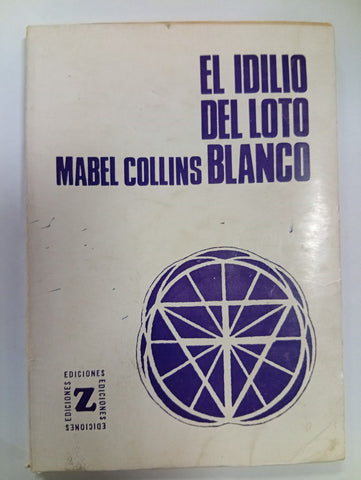 EL IDILIO
DEL LOTO
MABEL COLLINS BLANCO
EDICIONES
EDICIONES
Z
EDICIONES
EDICIONES